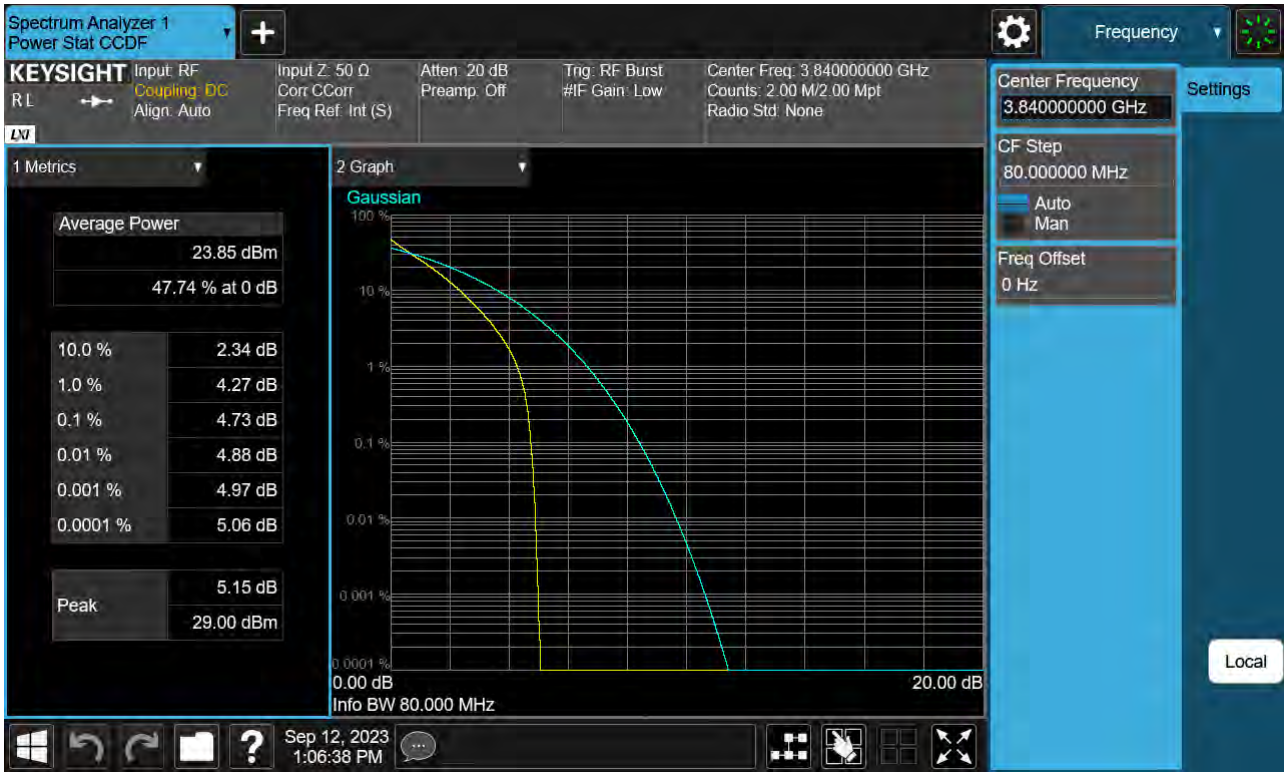 Spectrum Analyzer 1
Power Stat CCDF
+
Frequency
KEYSIGHT
RL
LXI
Input: RF
Coupling: DC
Align: Auto
Input Z: 50 Ω
Corr CCorr
Freq Ref: Int (S)
Atten: 20 dB
Preamp: Off
Trig: RF Burst
#IF Gain: Low
Center Freq: 3.840000000 GHz
Counts: 2.00 M/2.00 Mpt
Radio Std: None
Center Frequency
3.840000000 GHz
Settings
CF Step
80.000000 MHz
Auto
Man
Freq Offset
0 Hz
Local
1 Metrics
Average Power
23.85 dBm
47.74 % at 0 dB
10.0 % 2.34 dB
1.0 % 4.27 dB
0.1 % 4.73 dB
0.01 % 4.88 dB
0.001 % 4.97 dB
0.0001 % 5.06 dB
Peak
5.15 dB
29.00 dBm
2 Graph
Gaussian
100 %
10 %
1 %
0.1 %
0.01 %
0.001 %
0.0001 %
0.00 dB 20.00 dB
Info BW 80.000 MHz
?
Sep 12, 2023
1:06:38 PM